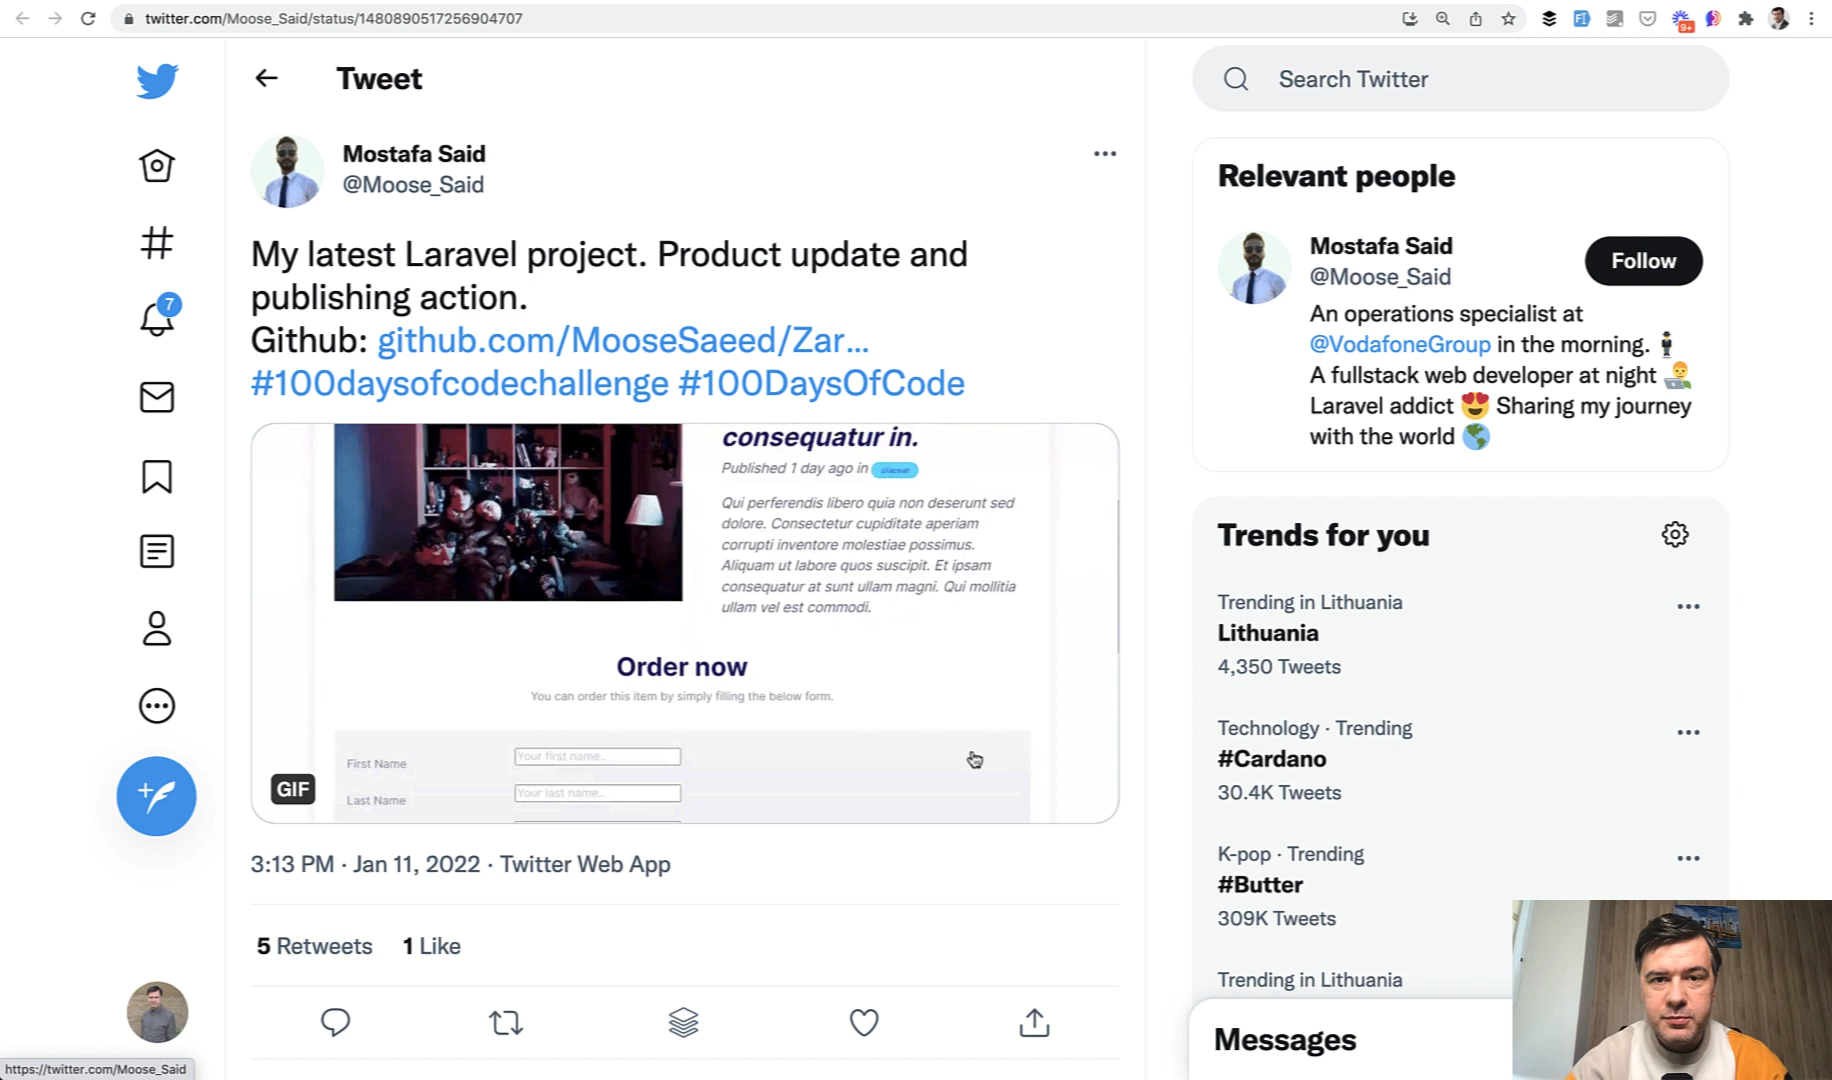 twitter.com/Moose_Said/status/1480890517256904707
9+
Tweet
Search Twitter
Mostafa Said
@Moose_Said
My latest Laravel project. Product update and
publishing action.
Github: github.com/MooseSaeed/Zar...
#100daysofcodechallenge #100DaysOfCode
consequatur in.
Published 1 day ago in placeat
Qui perferendis libero quia non deserunt sed
dolore. Consectetur cupiditate aperiam
corrupti inventore molestiae possimus.
Aliquam ut labore quos suscipit. Et ipsam
consequatur at sunt ullam magni. Qui mollitia
ullam vel est commodi.
Order now
You can order this item by simply filling the below form.
First Name
Your first name..
Last Name
Your last name..
GIF
3:13 PM · Jan 11, 2022 · Twitter Web App
5 Retweets 1 Like
7
Relevant people
Mostafa Said
@Moose_Said
Follow
An operations specialist at
@VodafoneGroup in the morning.
A fullstack web developer at night
Laravel addict Sharing my journey
with the world
Trends for you
Trending in Lithuania
Lithuania
4,350 Tweets
Technology · Trending
#Cardano
30.4K Tweets
K-pop · Trending
#Butter
309K Tweets
Trending in Lithuania
Messages
https://twitter.com/Moose_Said